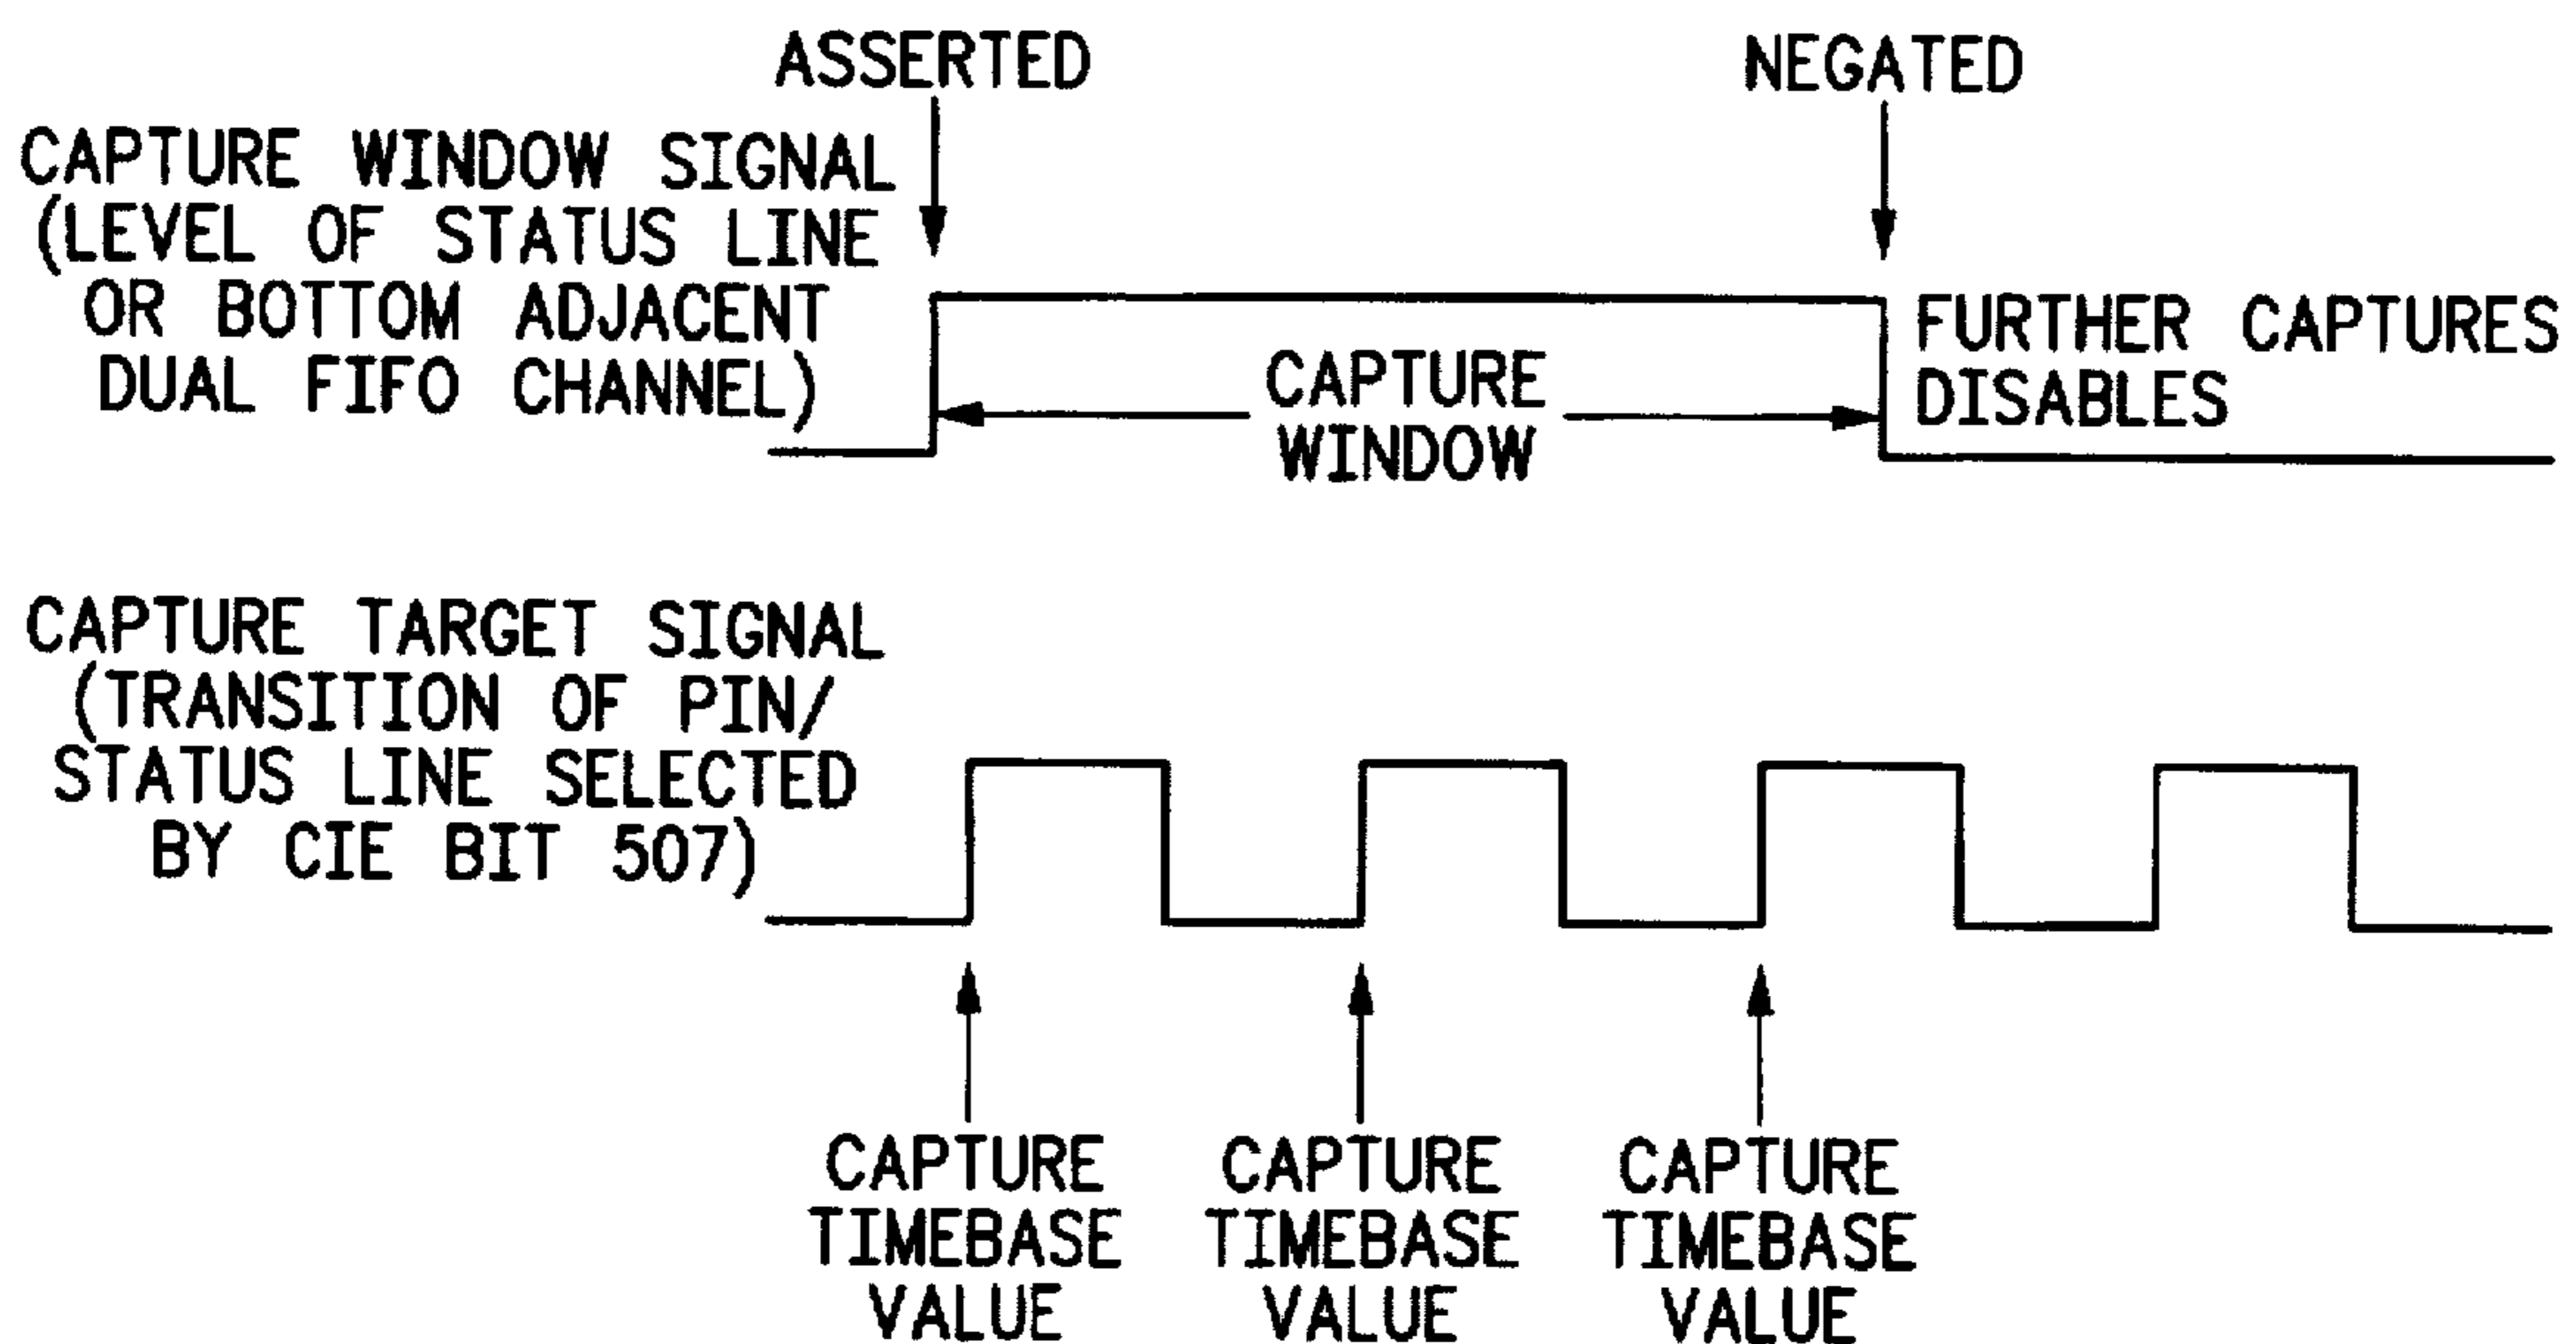 ASSERTED
NEGATED
CAPTURE WINDOW SIGNAL
(LEVEL OF STATUS LINE
OR BOTTOM ADJACENT
DUAL FIFO CHANNEL)
CAPTURE
WINDOW
FURTHER CAPTURES
DISABLES
CAPTURE TARGET SIGNAL
(TRANSITION OF PIN/
STATUS LINE SELECTED
BY CIE BIT 507)
CAPTURE
TIMEBASE
VALUE
CAPTURE
TIMEBASE
VALUE
CAPTURE
TIMEBASE
VALUE